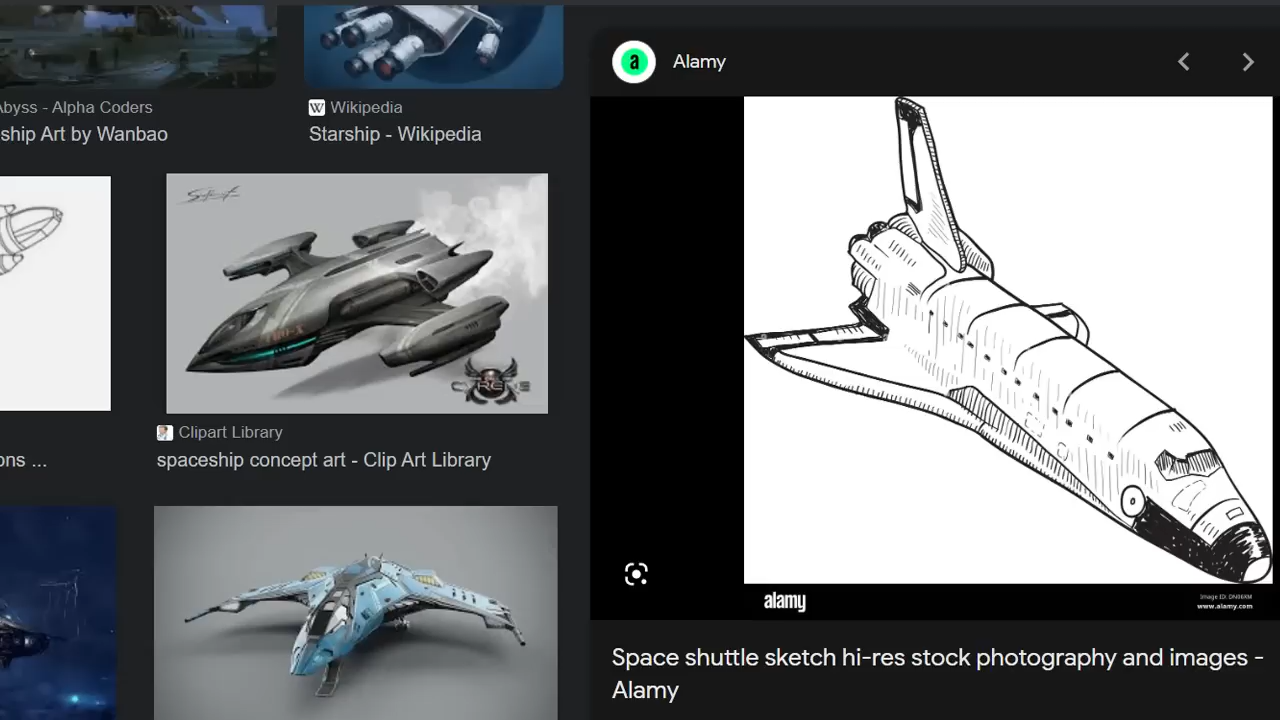 Abyss - Alpha Coders
ship Art by Wanbao
Wikipedia
Starship - Wikipedia
Clipart Library
spaceship concept art - Clip Art Library
ons ...
a Alamy
alamy
www.alamy.com
Space shuttle sketch hi-res stock photography and images -
Alamy